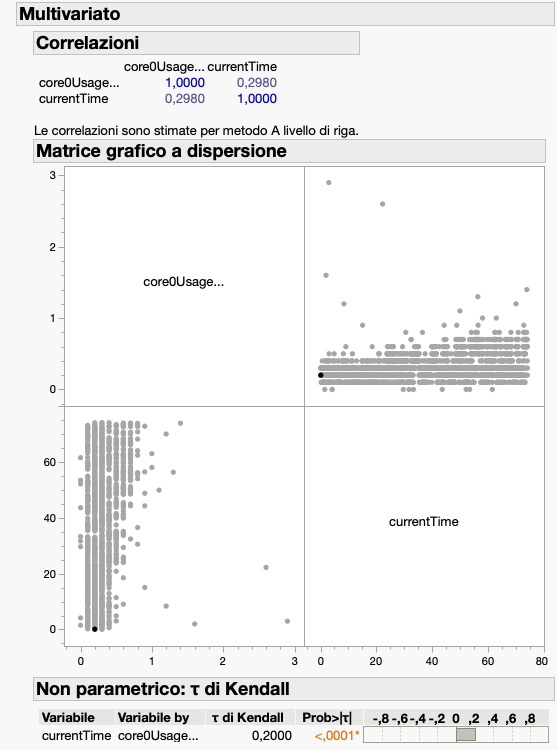 Multivariato
Correlazioni
core0Usage... currentTime
core0Usage... 1,0000 0,2980
currentTime 0,2980 1,0000
Le correlazioni sono stimate per metodo A livello di riga.
Matrice grafico a dispersione
3
2
core0Usage...
1
0
60
40
currentTime
20
0
0 1 2 3 0 20 40 60 80
Non parametrico: τ di Kendall
Variabile Variabile by τ di Kendall Prob>|τ| -,8 -,6 -,4 -,2 0 ,2 ,4 ,6 ,8
currentTime core0Usage... 0,2000 <,0001*